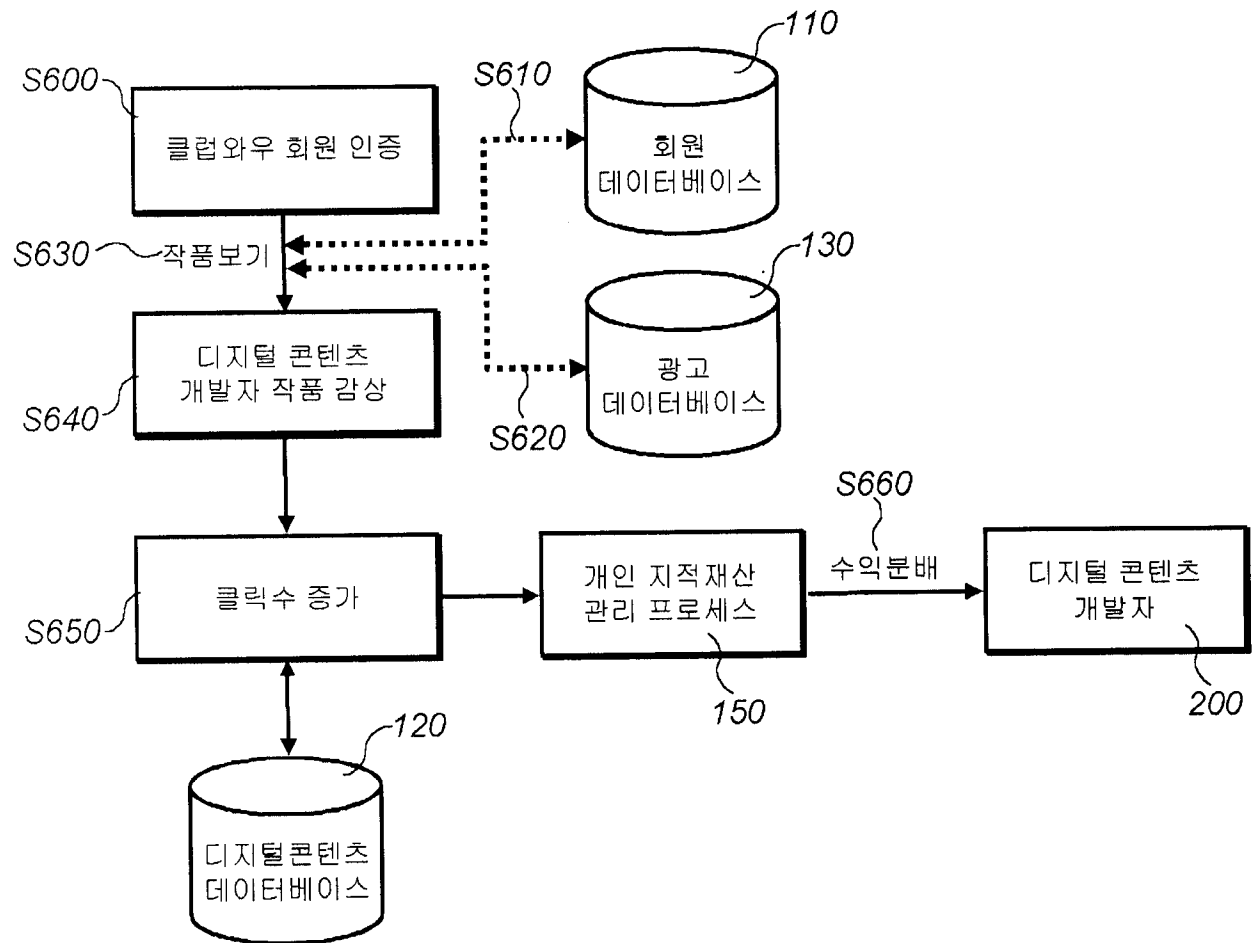 110
S600
S610
클럽와우 회원 인증
회원
데이터베이스
S630
작품보기
130
디지털 콘텐츠
개발자 작품 감상
광고
데이터베이스
S640
S620
S660
클릭수 증가
개인 지적재산
관리 프로세스
수익분배
디지털 콘텐츠
개발자
S650
150
200
120
디지털콘텐츠
데이터베이스